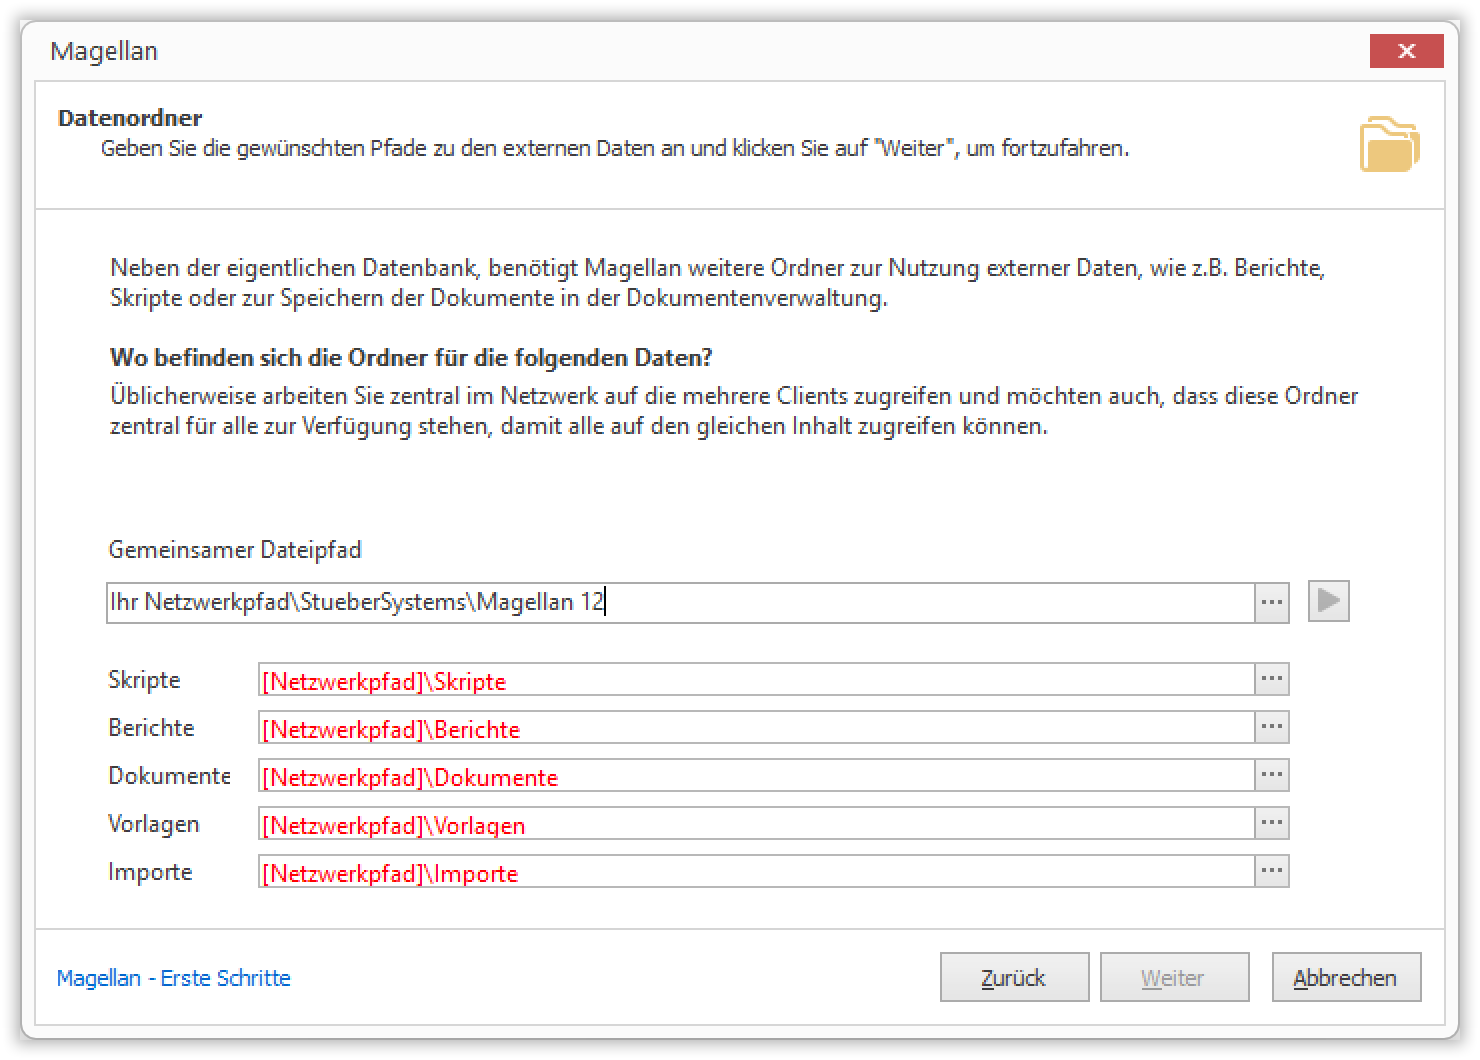 Magellan
Datenordner
Geben Sie die gewünschten Pfade zu den externen Daten an und klicken Sie auf "Weiter", um fortzufahren.
Neben der eigentlichen Datenbank, benötigt Magellan weitere Ordner zur Nutzung externer Daten, wie z.B. Berichte,
Skripte oder zur Speichern der Dokumente in der Dokumentenverwaltung.
Wo befinden sich die Ordner für die folgenden Daten?
Üblicherweise arbeiten Sie zentral im Netzwerk auf die mehrere Clients zugreifen und möchten auch, dass diese Ordner
zentral für alle zur Verfügung stehen, damit alle auf den gleichen Inhalt zugreifen können.
Gemeinsamer Dateipfad
Ihr Netzwerkpfad\StueberSystems\Magellan 12
Skripte [Netzwerkpfad]\Skripte
Berichte [Netzwerkpfad]\Berichte
Dokumente [Netzwerkpfad]\Dokumente
Vorlagen [Netzwerkpfad]\Vorlagen
Importe [Netzwerkpfad]\Importe
Magellan - Erste Schritte Zurück Weiter Abbrechen